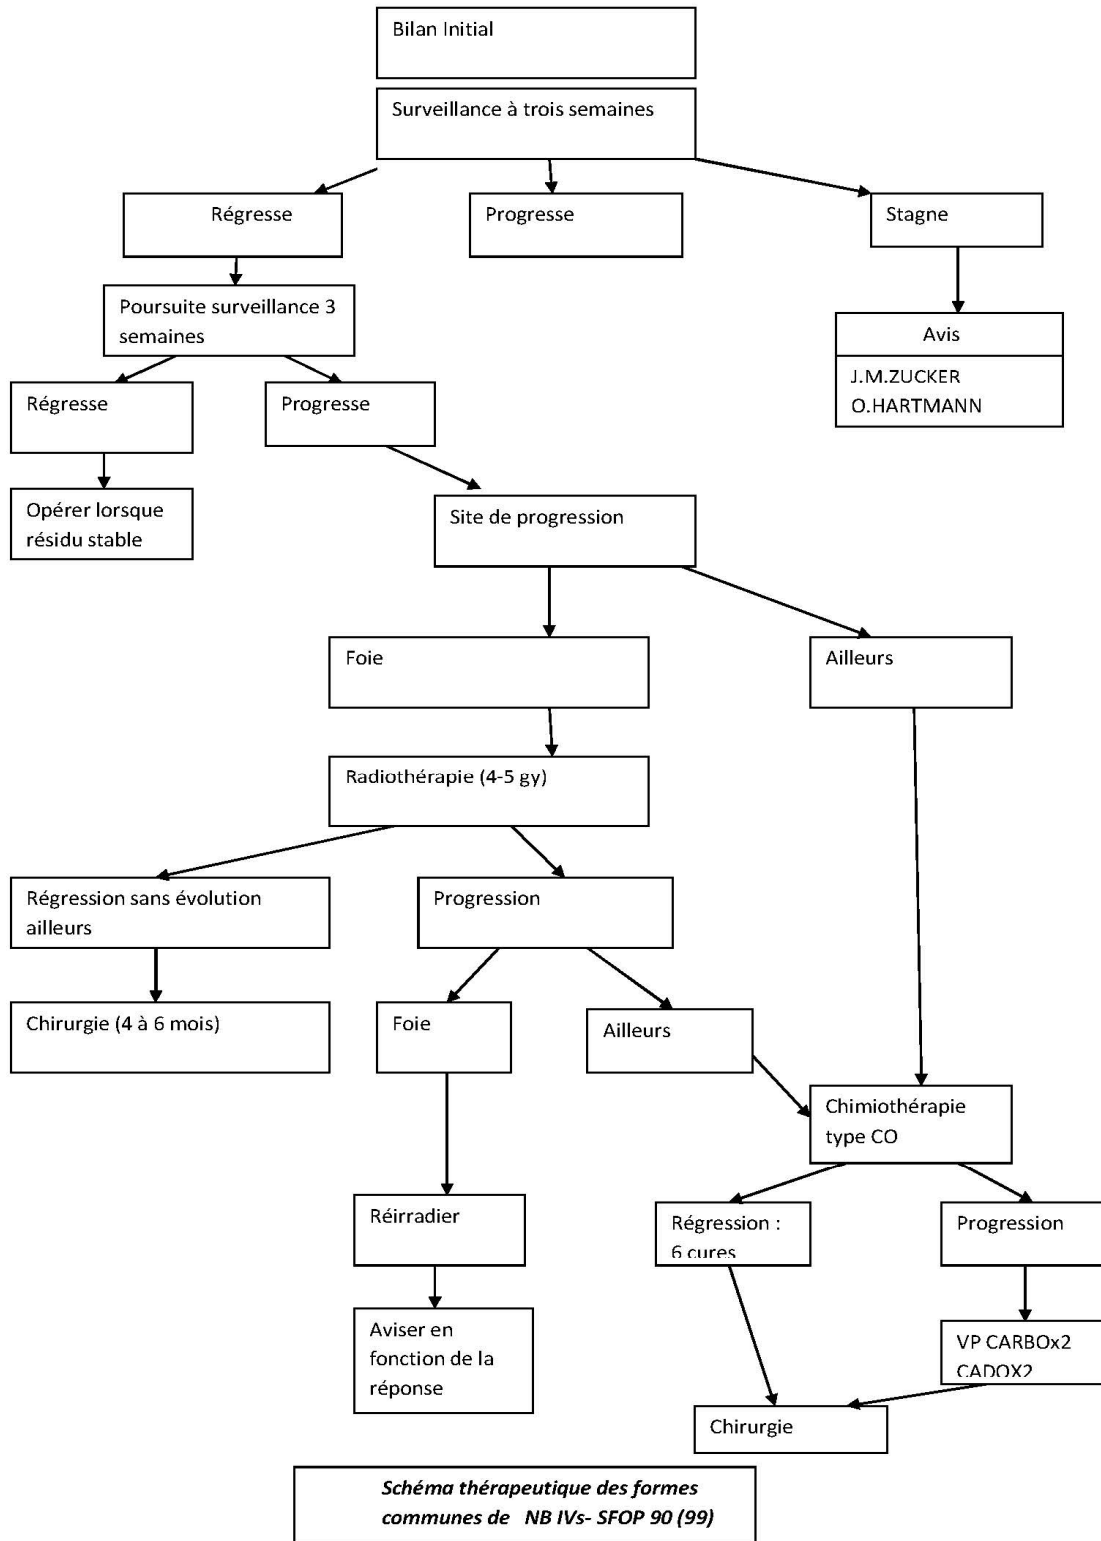 Bilan Initial
Surveillance à trois semaines
Régresse
Progresse
Stagne
Poursuite surveillance 3
semaines
Avis
J.M.ZUCKER
O.HARTMANN
Régresse
Progresse
Opérer lorsque
résidu stable
Site de progression
Foie
Ailleurs
Radiothérapie (4-5 gy)
Régression sans évolution
ailleurs
Progression
Chirurgie (4 à 6 mois)
Foie
Ailleurs
Chimiothérapie
type CO
Réirradier
Régression :
6 cures
Progression
Aviser en
fonction de la
réponse
VP CARBOx2
CADOX2
Chirurgie
Schéma thérapeutique des formes
communes de NB IVs- SFOP 90 (99)